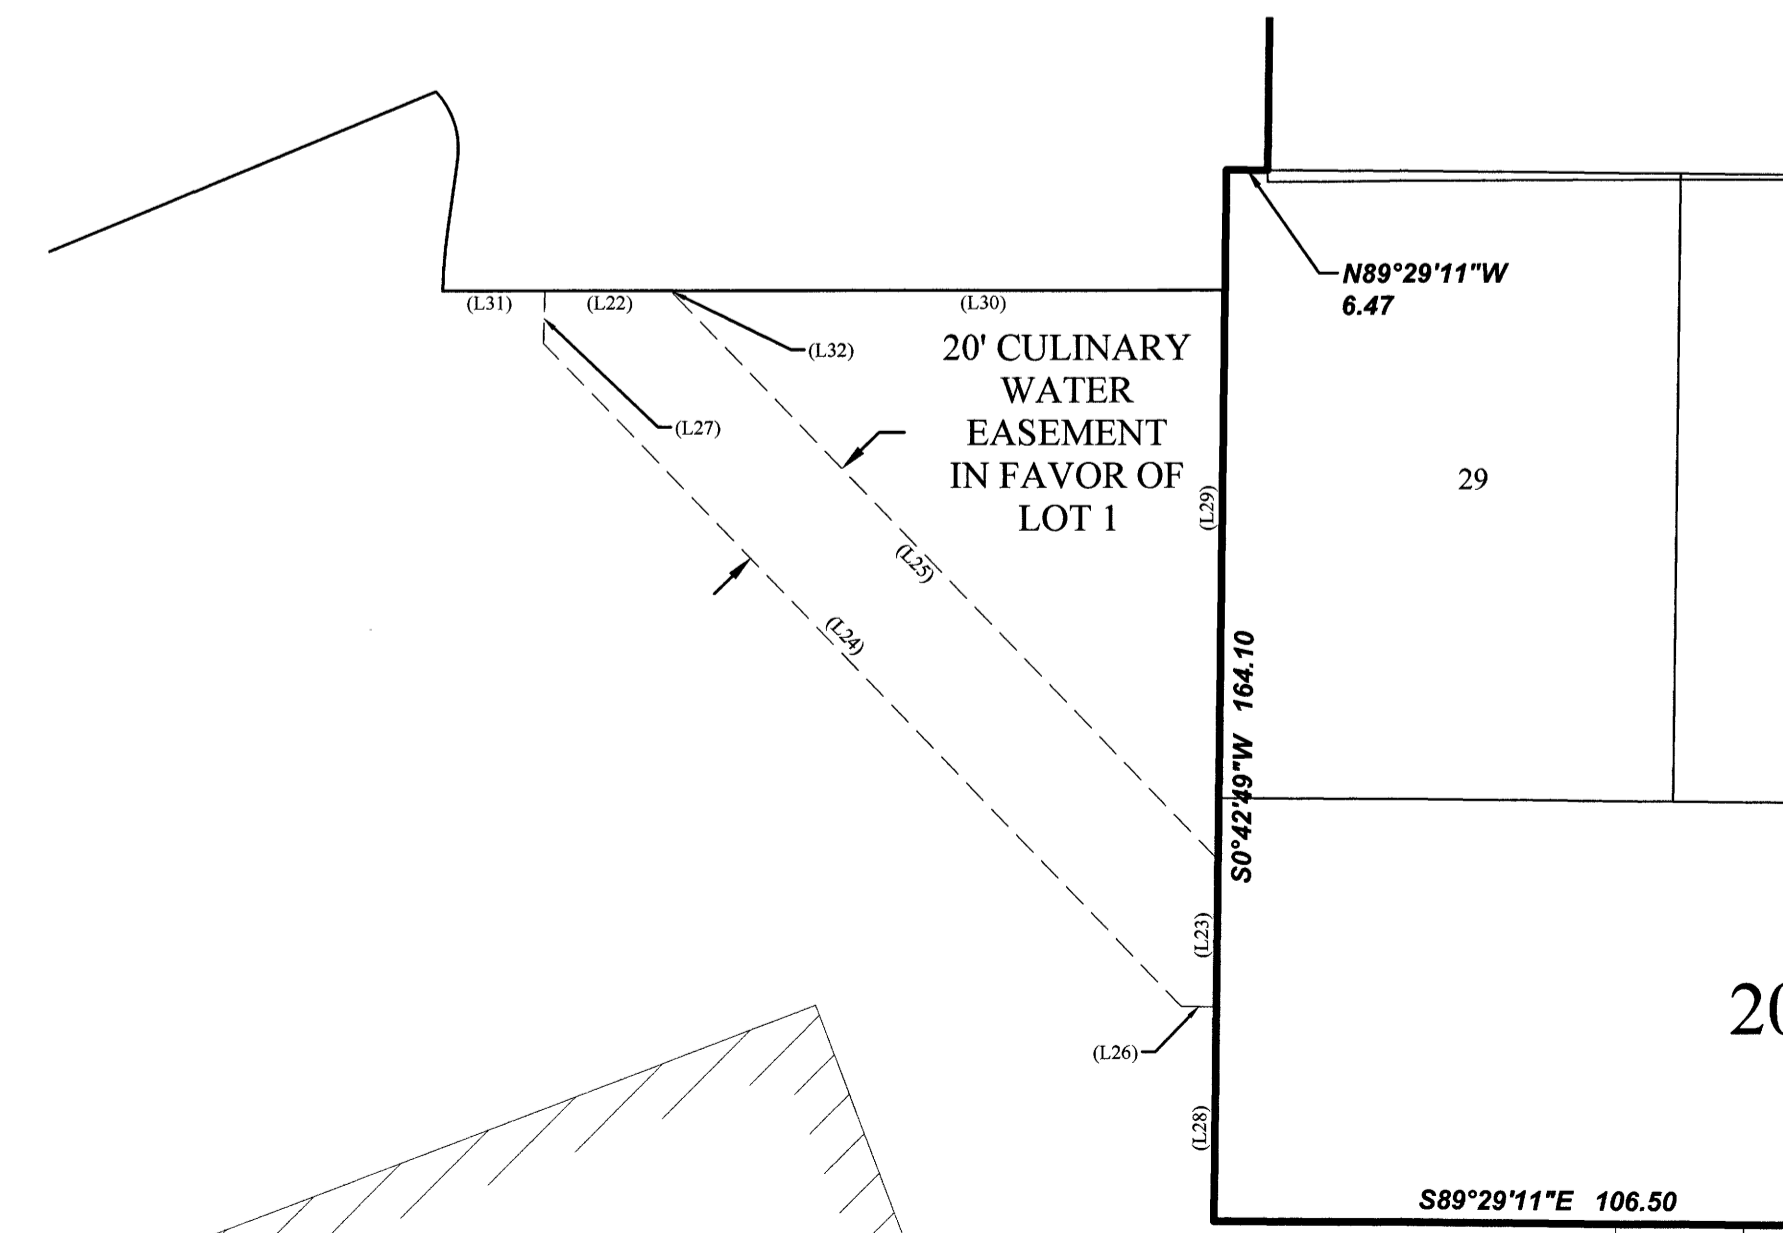 N89°29'11"W
6.47
(L31)
(L22)
(L30)
(L32)
20' CULINARY
WATER
EASEMENT
IN FAVOR OF
LOT 1
(L27)
29
(L29)
(L25)
(L24)
S0°42'49"W 164.10
(L23)
20
(L26)
(L28)
S89°29'11"E 106.50